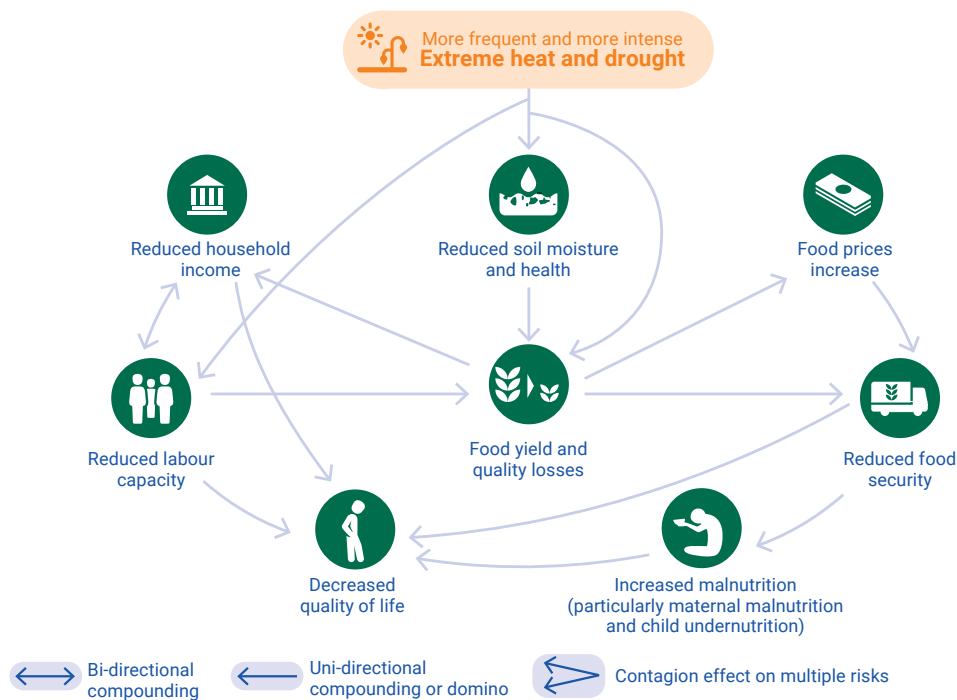 More frequent and more intense
Extreme heat and drought
Reduced household
income
Reduced soil moisture
and health
Food prices
increase
Reduced labour
capacity
Food yield and
quality losses
Reduced food
security
Decreased
quality of life
Increased malnutrition
(particularly maternal malnutrition
and child undernutrition)
Bi-directional
compounding
Uni-directional
compounding or domino
Contagion effect on multiple risks